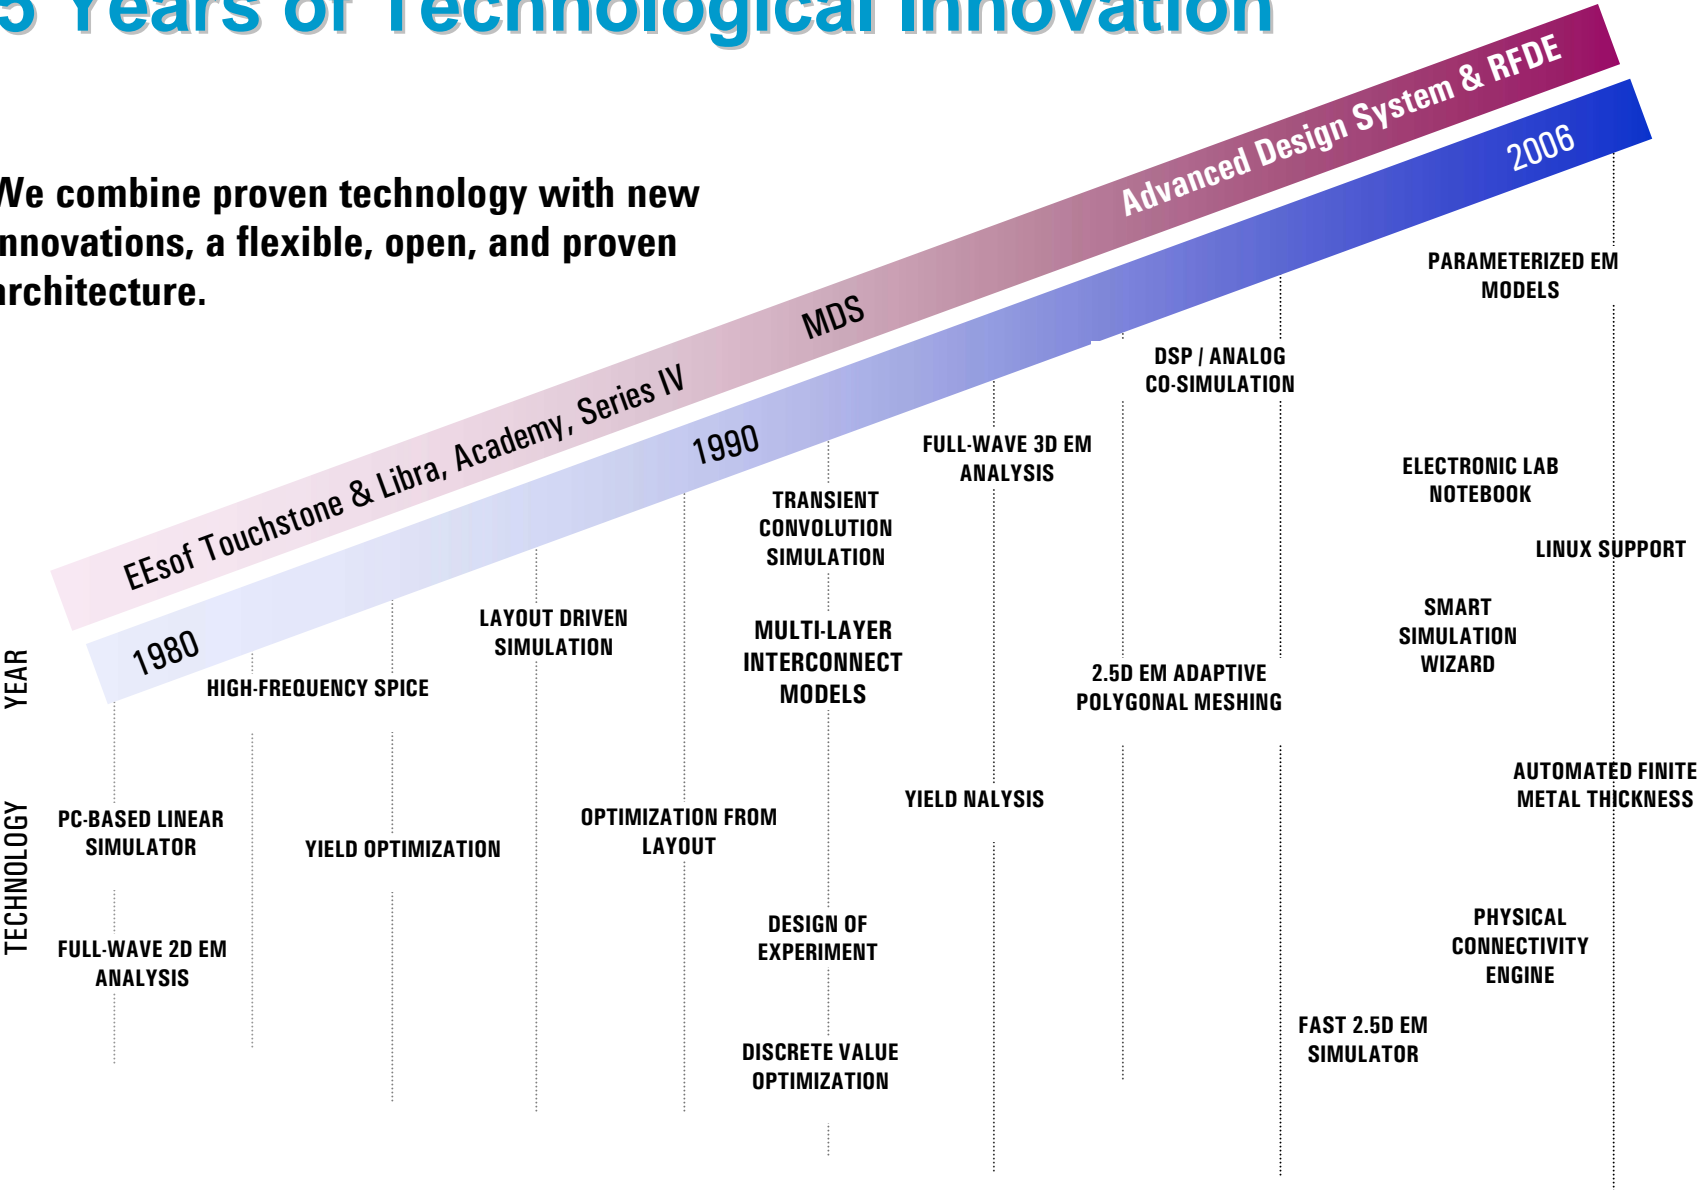 5 Years of Technological Innovation
We combine proven technology with new
innovations, a flexible, open, and proven
architecture.
Advanced Design System & RFDE
MDS
EEsof Touchstone & Libra, Academy, Series IV
2006
1990
1980
YEAR
TECHNOLOGY
PC-BASED LINEAR
SIMULATOR
FULL-WAVE 2D EM
ANALYSIS
HIGH-FREQUENCY SPICE
YIELD OPTIMIZATION
LAYOUT DRIVEN
SIMULATION
OPTIMIZATION FROM
LAYOUT
TRANSIENT
CONVOLUTION
SIMULATION
MULTI-LAYER
INTERCONNECT
MODELS
DESIGN OF
EXPERIMENT
DISCRETE VALUE
OPTIMIZATION
FULL-WAVE 3D EM
ANALYSIS
YIELD NALYSIS
DSP / ANALOG
CO-SIMULATION
2.5D EM ADAPTIVE
POLYGONAL MESHING
FAST 2.5D EM
SIMULATOR
PARAMETERIZED EM
MODELS
ELECTRONIC LAB
NOTEBOOK
LINUX SUPPORT
SMART
SIMULATION
WIZARD
AUTOMATED FINITE
METAL THICKNESS
PHYSICAL
CONNECTIVITY
ENGINE